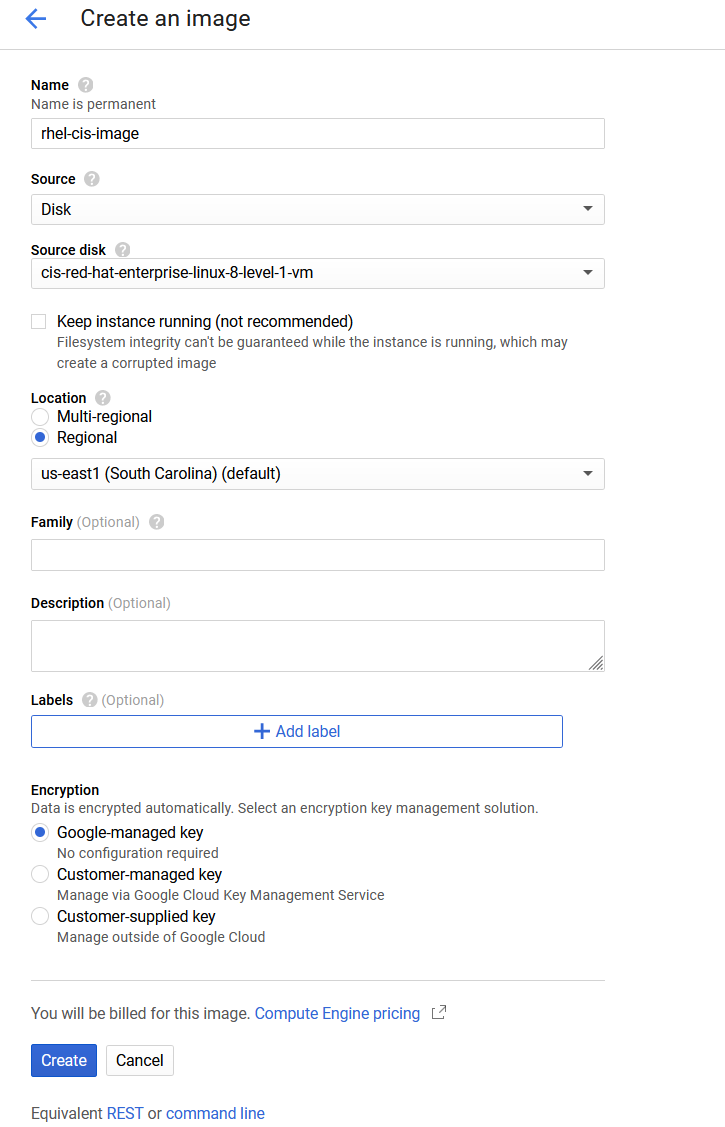 Create an image
Name
Name is permanent
rhel-cis-image
Source
Disk
Source disk
cis-red-hat-enterprise-linux-8-level-1-vm
Keep instance running (not recommended)
Filesystem integrity can't be guaranteed while the instance is running, which may
create a corrupted image
Location
Multi-regional
Regional
us-east1 (South Carolina) (default)
Family (Optional)
Description (Optional)
Labels (Optional)
Add label
Encryption
Data is encrypted automatically. Select an encryption key management solution.
Google-managed key
No configuration required
Customer-managed key
Manage via Google Cloud Key Management Service
Customer-supplied key
Manage outside of Google Cloud
You will be billed for this image. Compute Engine pricing
Create Cancel
Equivalent REST or command line